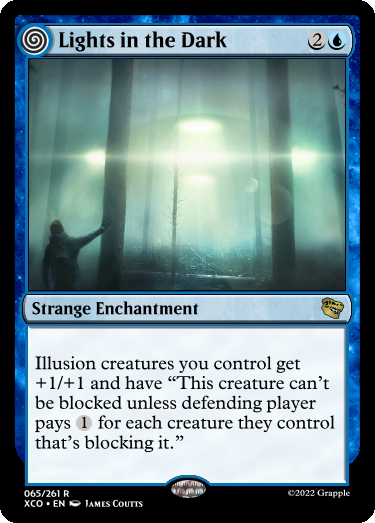 Lights in the Dark 2
Strange Enchantment
Illusion creatures you control get
+1/+1 and have “This creature can’t
be blocked unless defending player
pays 1 for each creature they control
that’s blocking it.”
065/261 R
XCO • EN James Coutts
©2022 Grapple